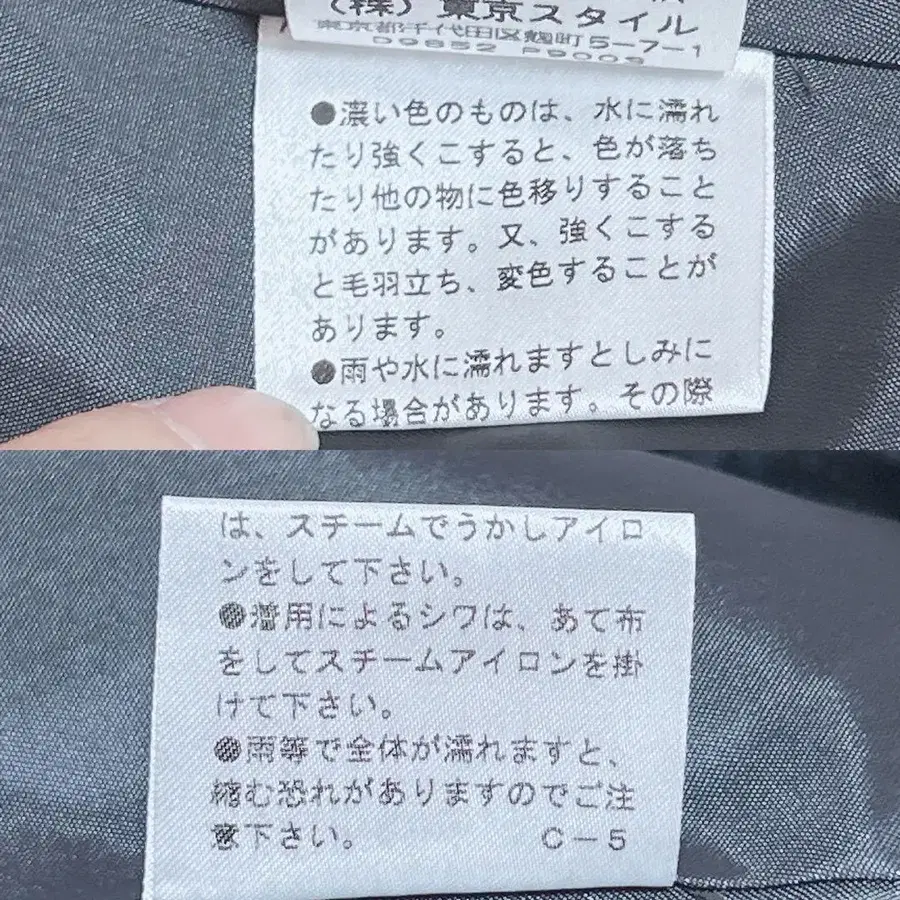 (株)東京スタイル
東京都千代田区麹町5-7-1
D9852 P9009
●濃い色のものは、水に濡れ
たり強くこすると、色が落ち
たり他の物に色移りすること
があります。又、強くこする
と毛羽立ち、変色することが
あります。
●雨や水に濡れますとしみに
なる場合があります。その際
は、スチームでうかしアイロ
ンをして下さい。
●着用によるシワは、あて布
をしてスチームアイロンを掛
けて下さい。
●雨等で全体が濡れますと、
縮む恐れがありますのでご注
意下さい。 C-5